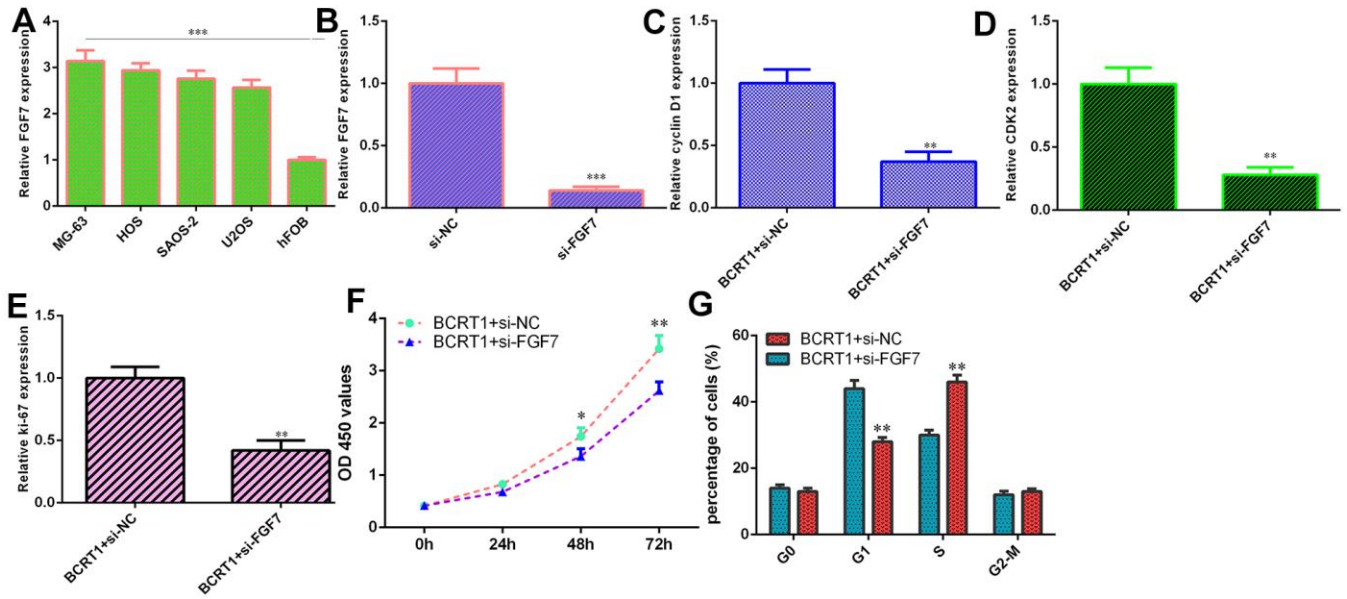 A
Relative FGF7 expression
4
3
2
1
0
***
MG-63
HOS
SAOS-2
U2OS
hFOB
B
Relative FGF7 expression
1.5
1.0
0.5
0.0
***
si-NC
si-FGF7
C
Relative cyclin D1 expression
1.5
1.0
0.5
0.0
**
BCRT1+si-NC
BCRT1+si-FGF7
D
Relative CDK2 expression
1.5
1.0
0.5
0.0
**
BCRT1+si-NC
BCRT1+si-FGF7
E
Relative ki-67 expression
1.5
1.0
0.5
0.0
**
BCRT1+si-NC
BCRT1+si-FGF7
F
BCRT1+si-NC
BCRT1+si-FGF7
OD 450 values
4
3
2
1
0
*
**
0h
24h
48h
72h
G
BCRT1+si-NC
BCRT1+si-FGF7
percentage of cells (%)
60
40
20
0
**
**
G0
G1
S
G2-M